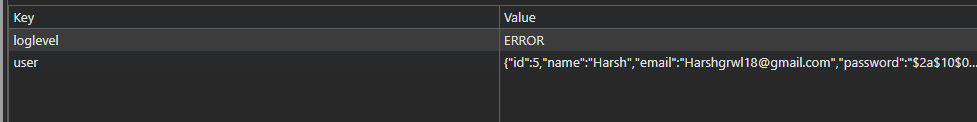 Key Value
loglevel ERROR
user {"id":5,"name":"Harsh","email":"Harshgrwl18@gmail.com","password":"$2a$10$0...